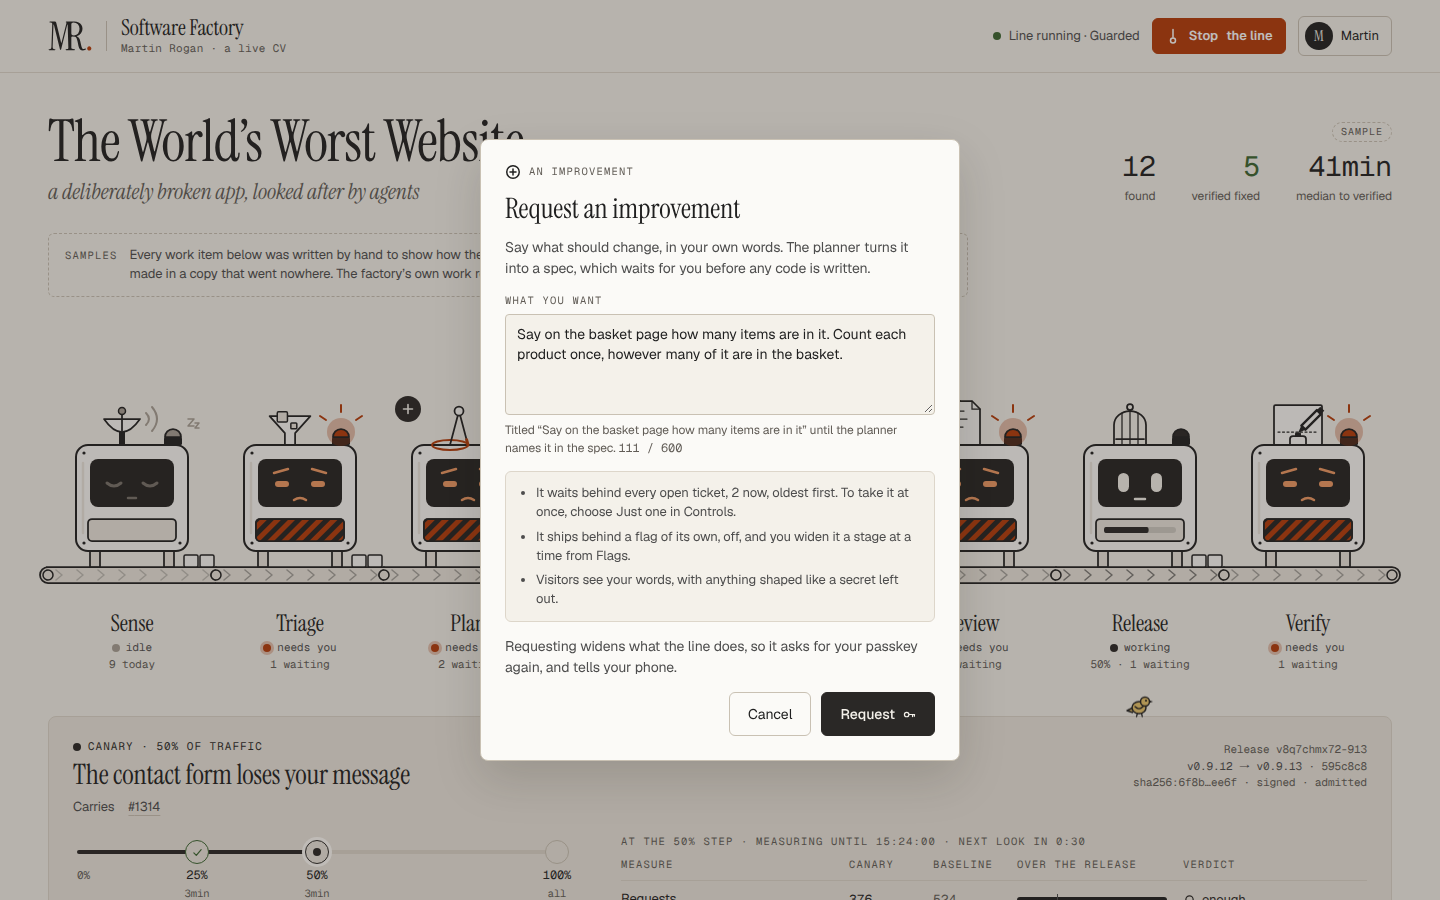 MR.
Software Factory
Martin Rogan · a live CV
Line running · Guarded
Stop the line
M
Martin
The World's Worst Website
a deliberately broken app, looked after by agents
SAMPLE
12
found
5
verified fixed
41min
median to verified
SAMPLES
Every work item below was written by hand to show how the
made in a copy that went nowhere. The factory's own work
AN IMPROVEMENT
Request an improvement
Say what should change, in your own words. The planner turns it
into a spec, which waits for you before any code is written.
WHAT YOU WANT
Say on the basket page how many items are in it. Count each
product once, however many of it are in the basket.
Titled “Say on the basket page how many items are in it” until the planner
names it in the spec. 111 / 600
• It waits behind every open ticket, 2 now, oldest first. To take it at
once, choose Just one in Controls.
• It ships behind a flag of its own, off, and you widen it a stage at a
time from Flags.
• Visitors see your words, with anything shaped like a secret left
out.
Requesting widens what the line does, so it asks for your passkey
again, and tells your phone.
Cancel
Request
zz
Sense
idle
9 today
Triage
needs you
1 waiting
Plan
needs
2 wait
eview
eeds you
waiting
Release
working
50% · 1 waiting
Verify
needs you
1 waiting
CANARY · 50% OF TRAFFIC
The contact form loses your message
Carries #1314
Release v8q7chmx72-913
v0.9.12 → v0.9.13 · 595c8c8
sha256:6f8b…ee6f · signed · admitted
0%
25%
3min
50%
3min
100%
all
AT THE 50% STEP · MEASURING UNTIL 15:24:00 · NEXT LOOK IN 0:30
MEASURE CANARY BASELINE OVER THE RELEASE VERDICT
Requests 376 524 enough